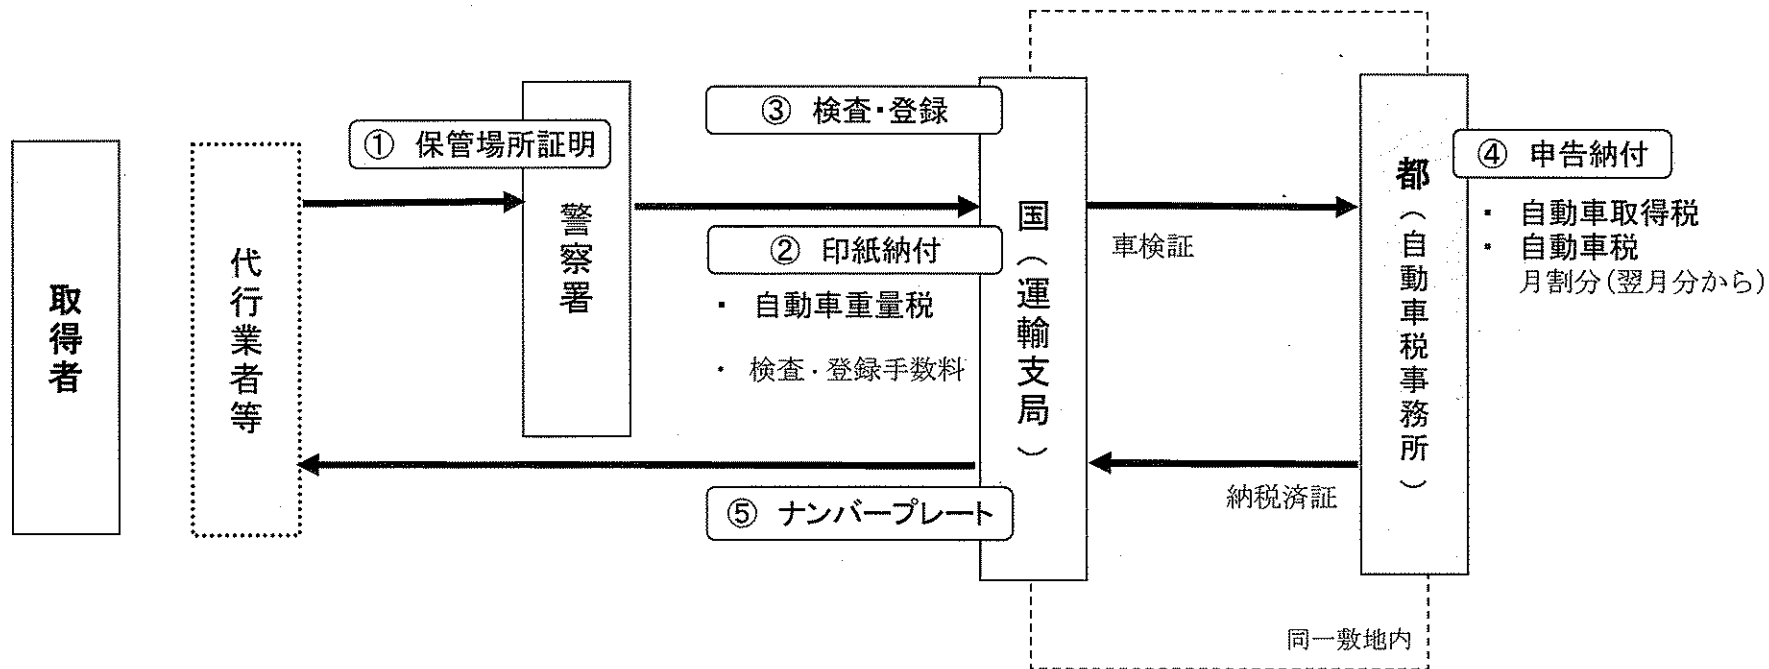 取得者
代行業者等
① 保管場所証明
警察署
③ 検査・登録
② 印紙納付
・ 自動車重量税
・ 検査・登録手数料
⑤ ナンバープレート
国（運輸支局）
車検証
納税済証
都（自動車税事務所）
④ 申告納付
・ 自動車取得税
・ 自動車税
月割分(翌月分から)
同一敷地内